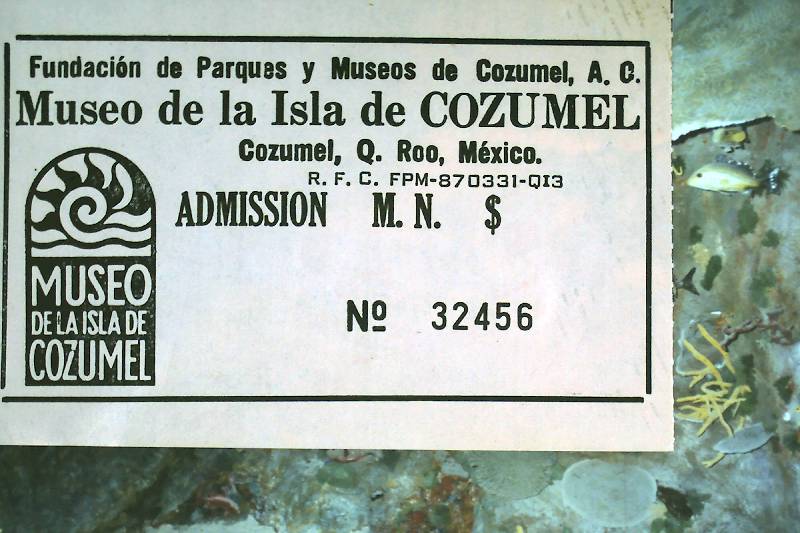 Fundación de Parques y Museos de Cozumel, A. C.
Museo de la Isla de COZUMEL
Cozumel, Q. Roo, México.
R. F. C. FPM-870331-QI3
ADMISSION M. N. $
Nº 32456
MUSEO
DE LA ISLA DE
COZUMEL